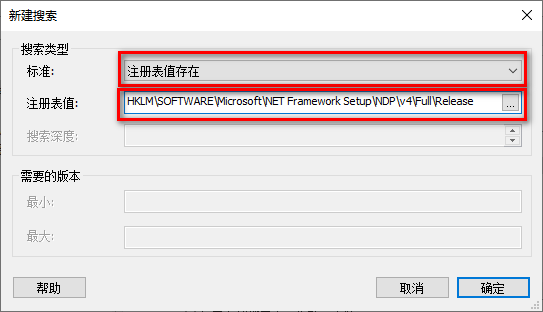 新建搜索
搜索类型
标准:
注册表值存在
注册表值:
HKLM\SOFTWARE\Microsoft\NET Framework Setup\NDP\v4\Full\Release
...
搜索深度:
需要的版本
最小:
最大:
帮助
取消
确定